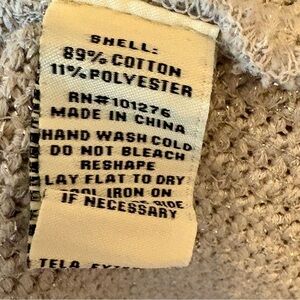 SHELL:
89% COTTON
11% POLYESTER
RN#101276
MADE IN CHINA
HAND WASH COLD
DO NOT BLEACH
RESHAPE
LAY FLAT TO DRY
IRON ON
SIDE
IF NECESSARY
TELA